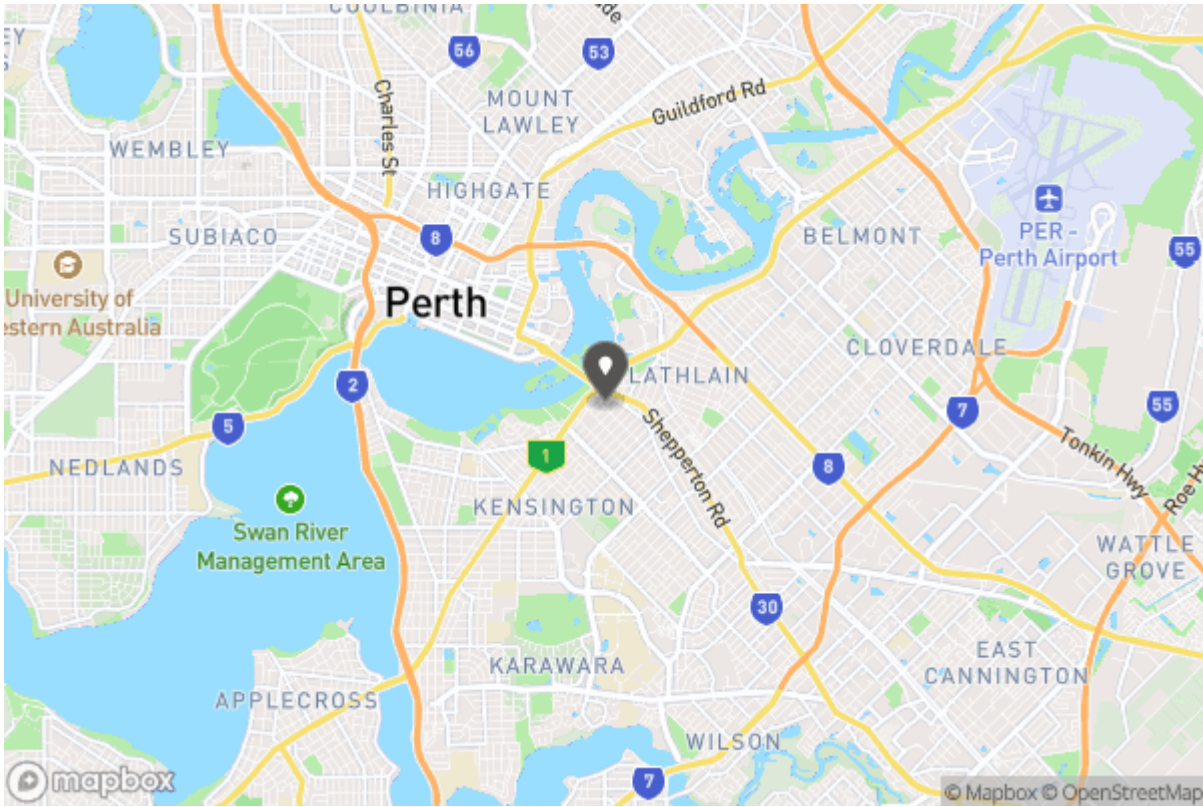 COOLBINIA
56
53
Charles St
MOUNT
LAWLEY
Guildford Rd
WEMBLEY
HIGHGATE
SUBIACO
8
BELMONT
PER -
Perth Airport
55
University of
estern Australia
Perth
CLOVERDALE
LATHLAIN
2
5
7
55
1
Shepperton Rd
8
Tonkin Hwy
Roe H
NEDLANDS
KENSINGTON
Swan River
Management Area
WATTLE
GROVE
30
KARAWARA
EAST
CANNINGTON
APPLECROSS
WILSON
7
mapbox
© Mapbox © OpenStreetMap